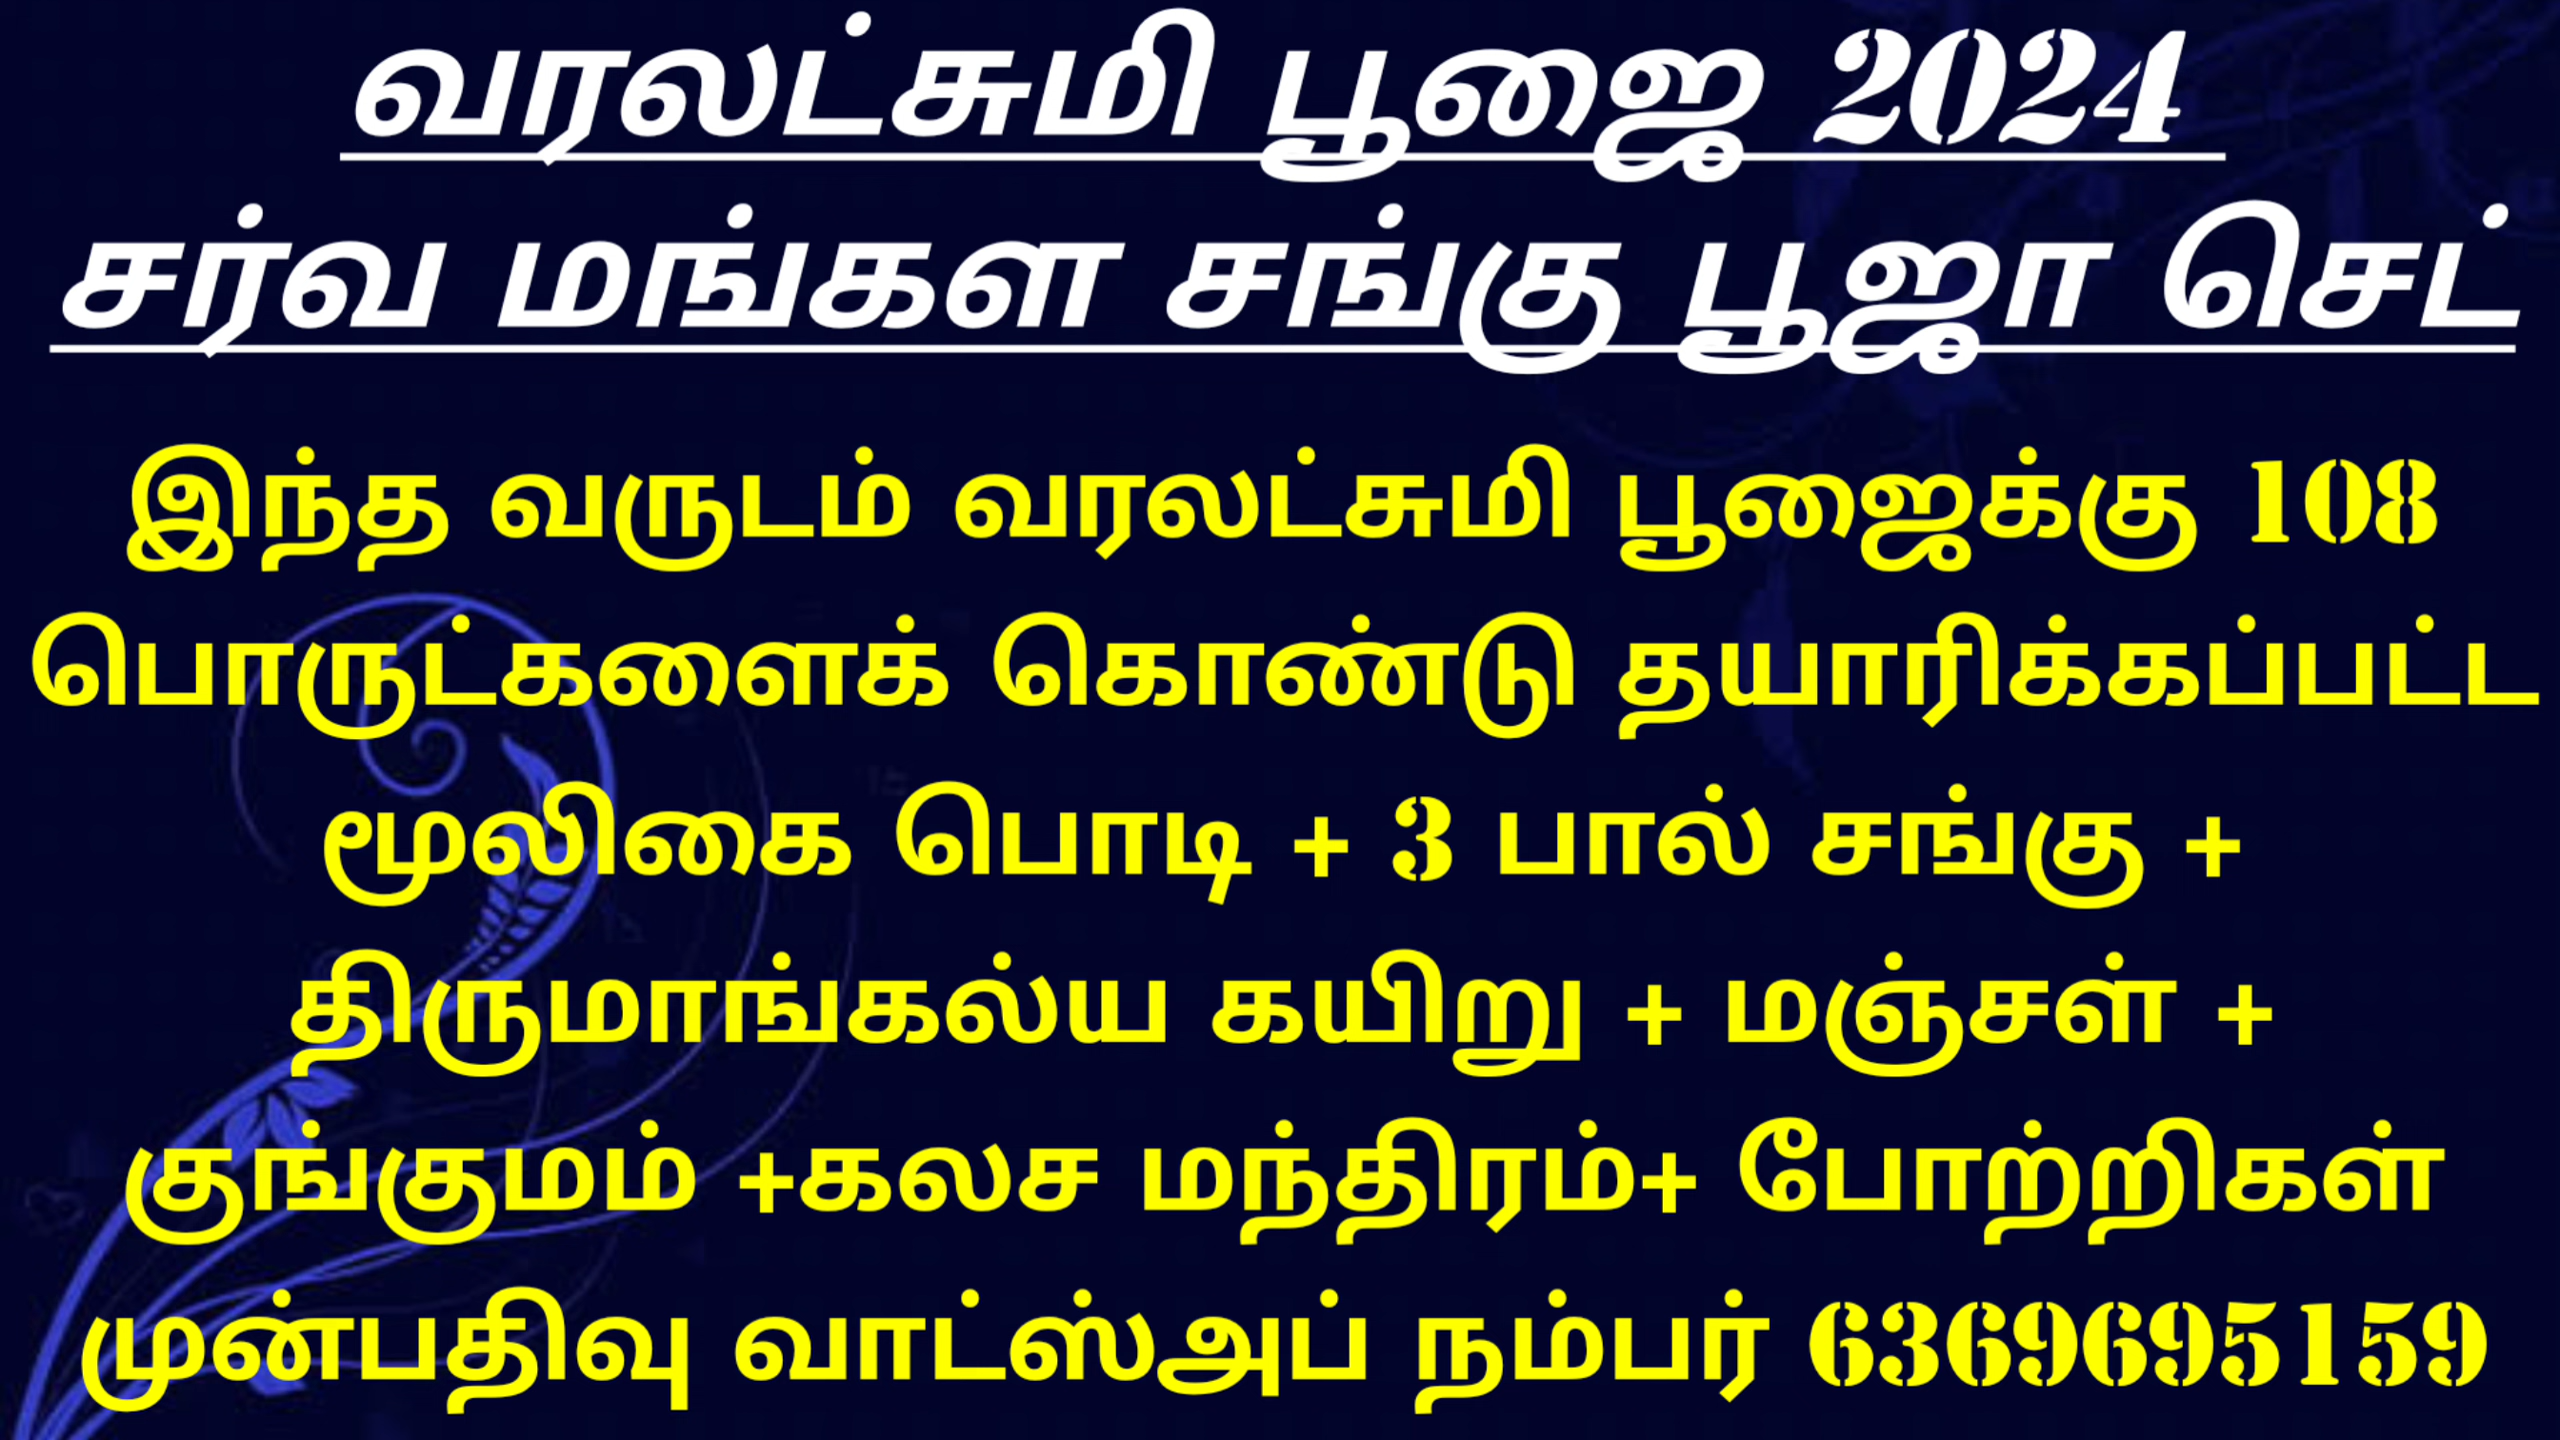 வரலட்சுமி பூஜை 2024
சர்வ மங்கள சங்கு பூஜா செட்
இந்த வருடம் வரலட்சுமி பூஜைக்கு 108
பொருட்களைக் கொண்டு தயாரிக்கப்பட்ட
மூலிகை பொடி + 3 பால் சங்கு +
திருமாங்கல்ய கயிறு + மஞ்சள் +
குங்குமம் +கலச மந்திரம்+ போற்றிகள்
முன்பதிவு வாட்ஸ்அப் நம்பர் 6369695159